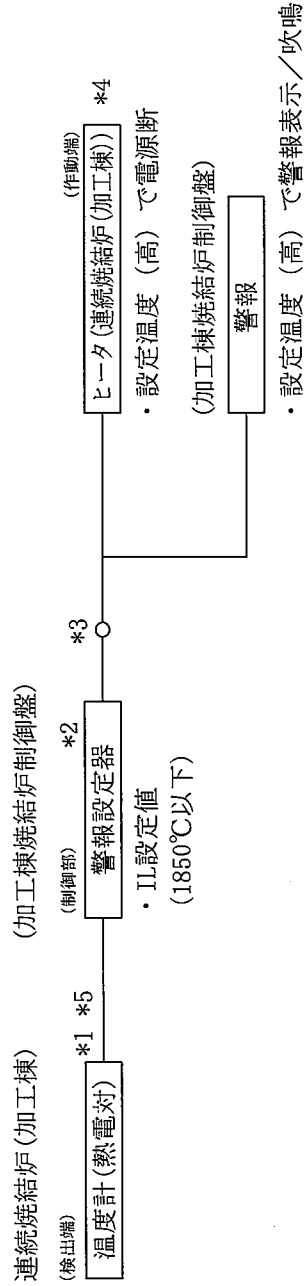 連続焼結炉(加工棟)
(検出端)
温度計(熱電対)
*1 *5
(加工棟焼結炉制御盤)
(制御部)
*2
警報設定器
・IL設定値
(1850℃以下)
*3
(作動端)
ヒータ(連続焼結炉(加工棟))
*4
・設定温度(高)で電源断
(加工棟焼結炉制御盤)
警報
・設定温度(高)で警報表示/吹鳴